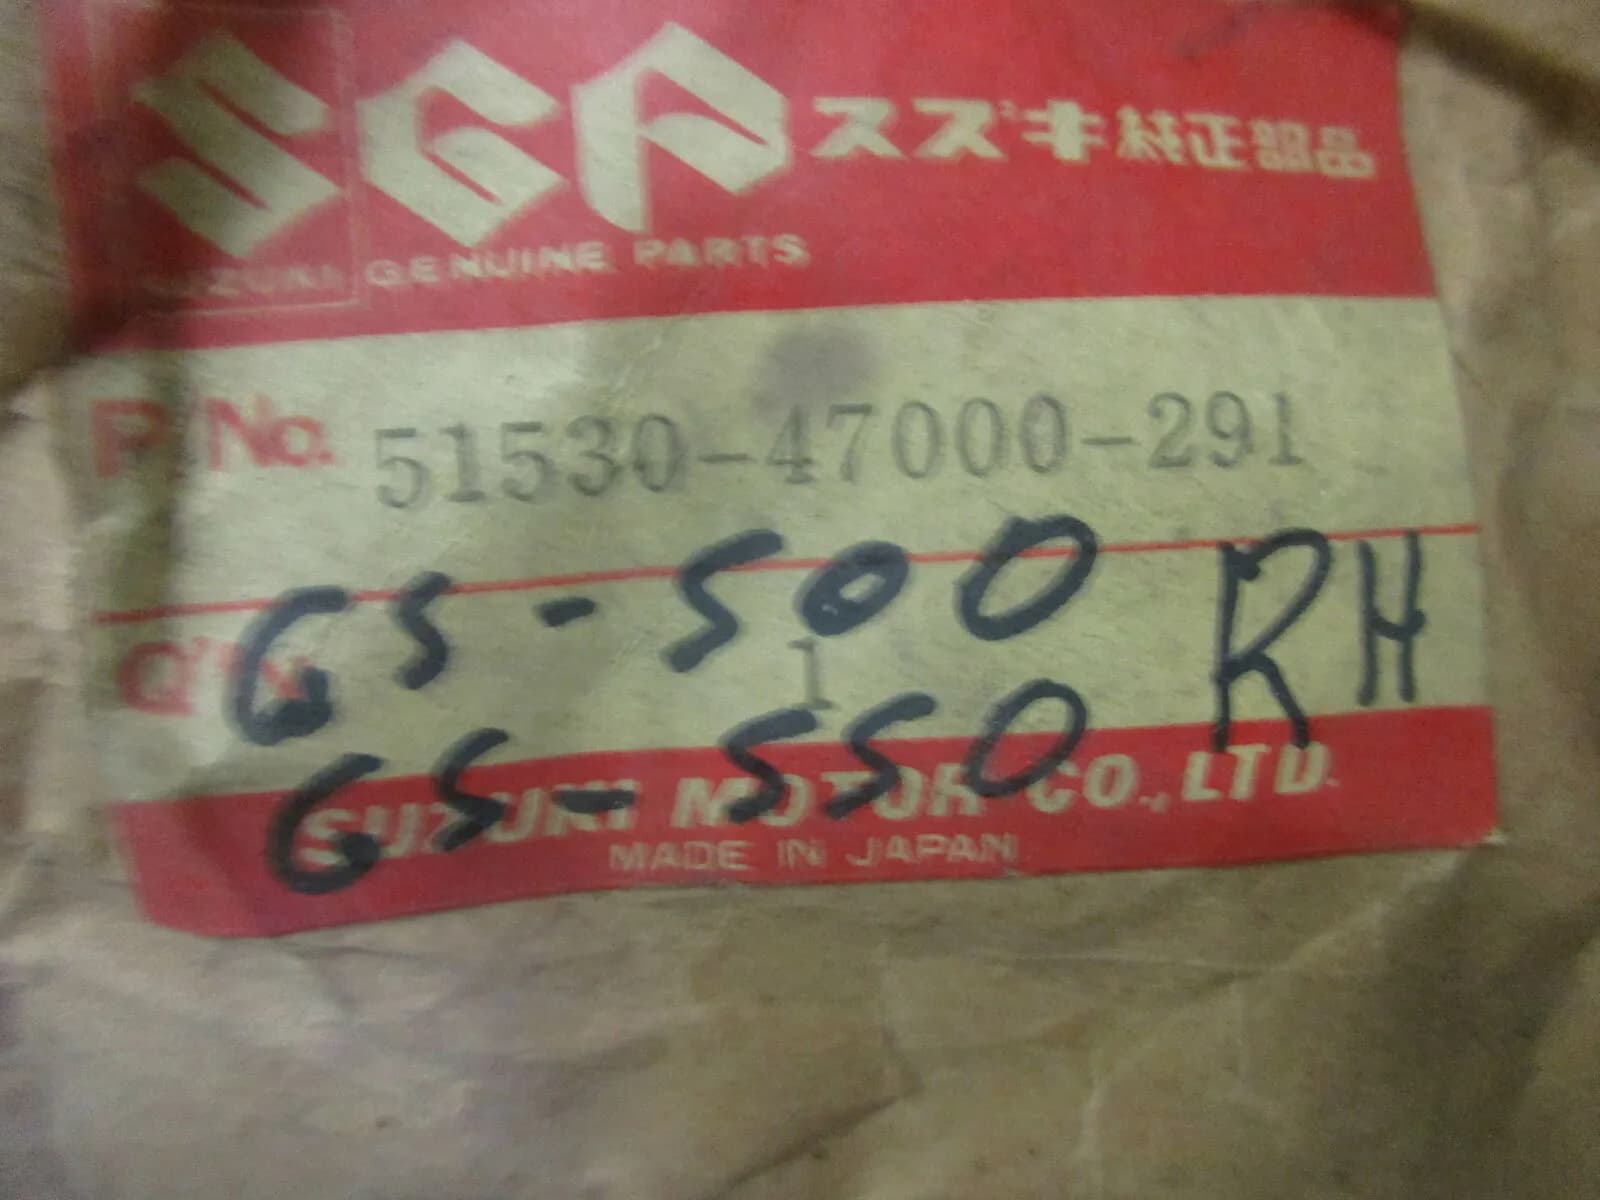 SGP スズキ純正部品
SUZUKI GENUINE PARTS
P/No. 51530-47000-291
GS-500 RH
Q'ty. 1
GS-550
SUZUKI MOTOR CO., LTD.
MADE IN JAPAN